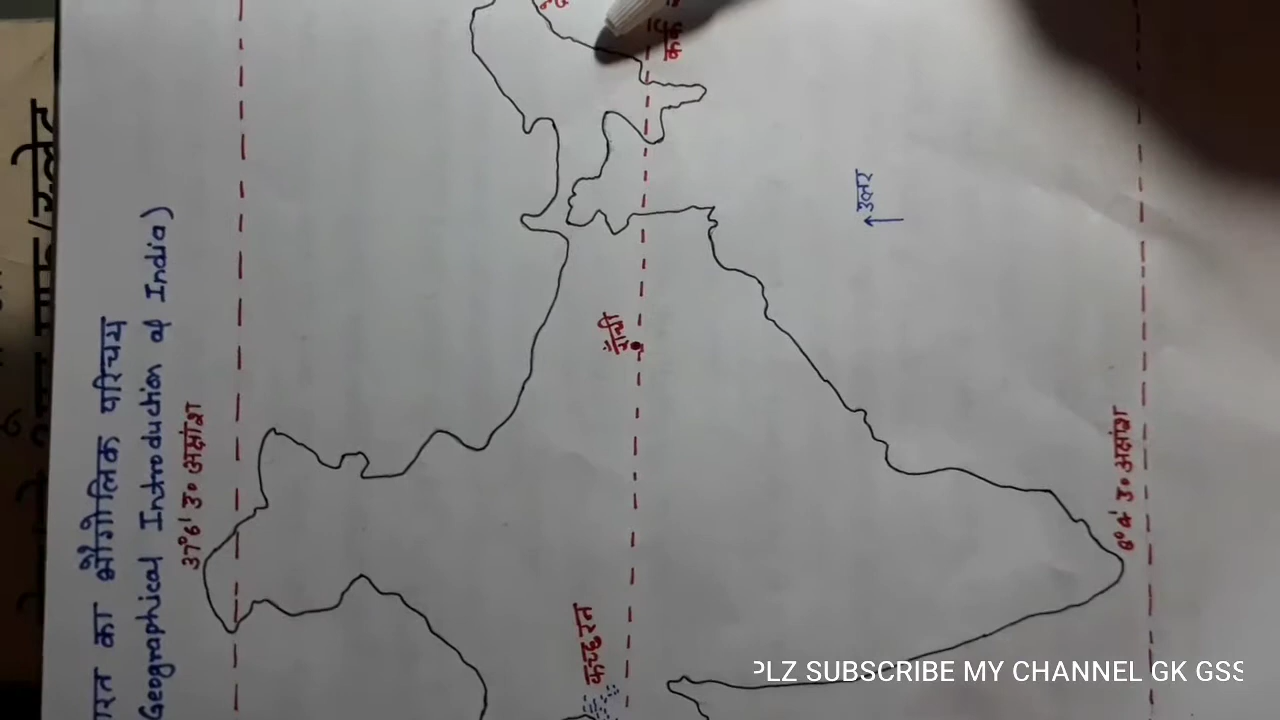 भौगोलिक परिचय
Geographical Introduction of India)
37°6' उ० अक्षांश
कर्क
राँची
उत्तर
कच्छ रन
8°4' उ० अक्षांश
PLZ SUBSCRIBE MY CHANNEL GK GSS